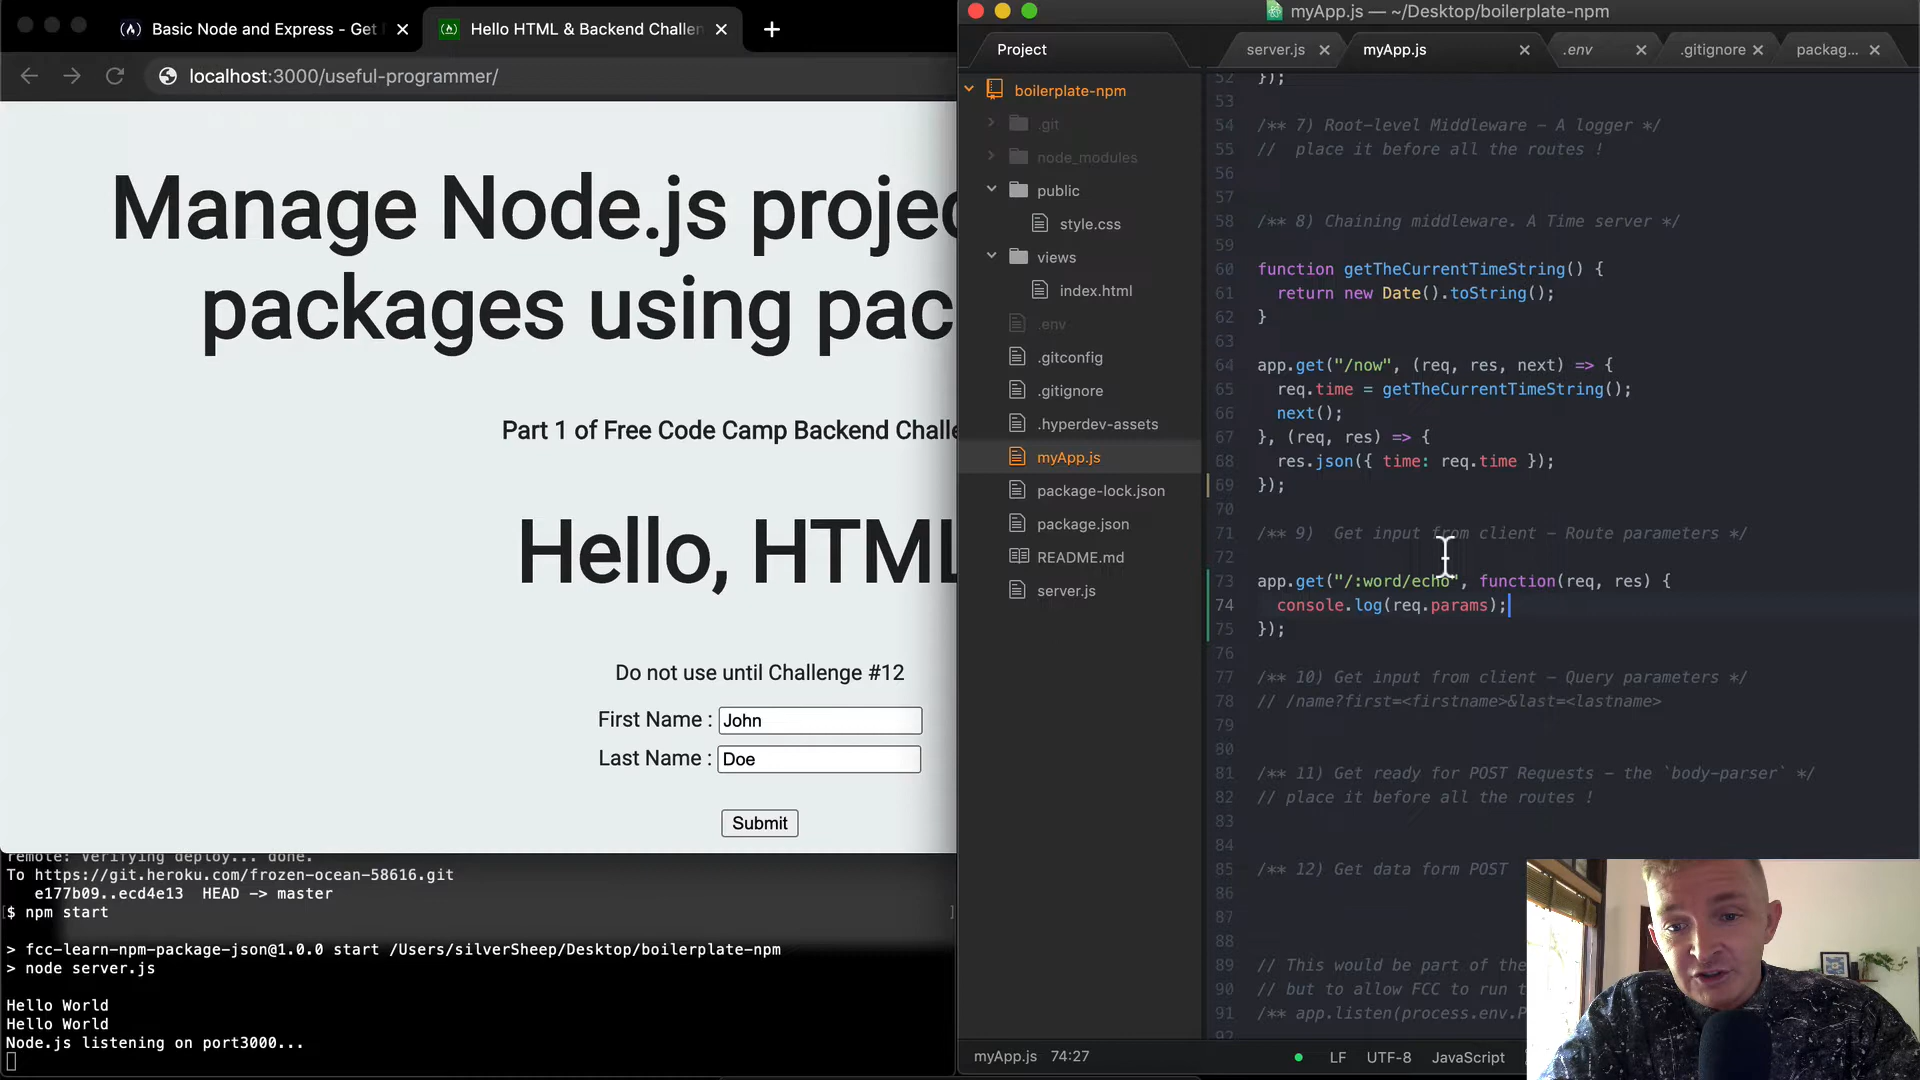 Basic Node and Express - Get
Hello HTML & Backend Challen
localhost:3000/useful-programmer/
Manage Node.js projec
packages using pac
Part 1 of Free Code Camp Backend Challe
Hello, HTML
Do not use until Challenge #12
First Name : John
Last Name : Doe
Submit
remote: Verifying deploy... done.
To https://git.heroku.com/frozen-ocean-58616.git
e177b09..ecd4e13  HEAD -> master
[$ npm start ]
> fcc-learn-npm-package-json@1.0.0 start /Users/silverSheep/Desktop/boilerplate-npm
> node server.js
Hello World
Hello World
Node.js listening on port3000...
myApp.js — ~/Desktop/boilerplate-npm
Project
server.js
myApp.js
.env
.gitignore
packag...
boilerplate-npm
.git
node_modules
public
style.css
views
index.html
.env
.gitconfig
.gitignore
.hyperdev-assets
myApp.js
package-lock.json
package.json
README.md
server.js
52 });
53
54 /** 7) Root-level Middleware - A logger */
55 //  place it before all the routes !
56
57
58 /** 8) Chaining middleware. A Time server */
59
60 function getTheCurrentTimeString() {
61   return new Date().toString();
62 }
63
64 app.get("/now", (req, res, next) => {
65   req.time = getTheCurrentTimeString();
66   next();
67 }, (req, res) => {
68   res.json({ time: req.time });
69 });
70
71 /** 9)  Get input from client - Route parameters */
72
73 app.get("/:word/echo", function(req, res) {
74   console.log(req.params);
75 });
76
77 /** 10) Get input from client - Query parameters */
78 // /name?first=<firstname>&last=<lastname>
79
80
81 /** 11) Get ready for POST Requests - the `body-parser` */
82 // place it before all the routes !
83
84
85 /** 12) Get data form POST
86
87
88
89 // This would be part of the
90 // but to allow FCC to run t
91 /** app.listen(process.env.P
92
myApp.js 74:27
LF UTF-8 JavaScript